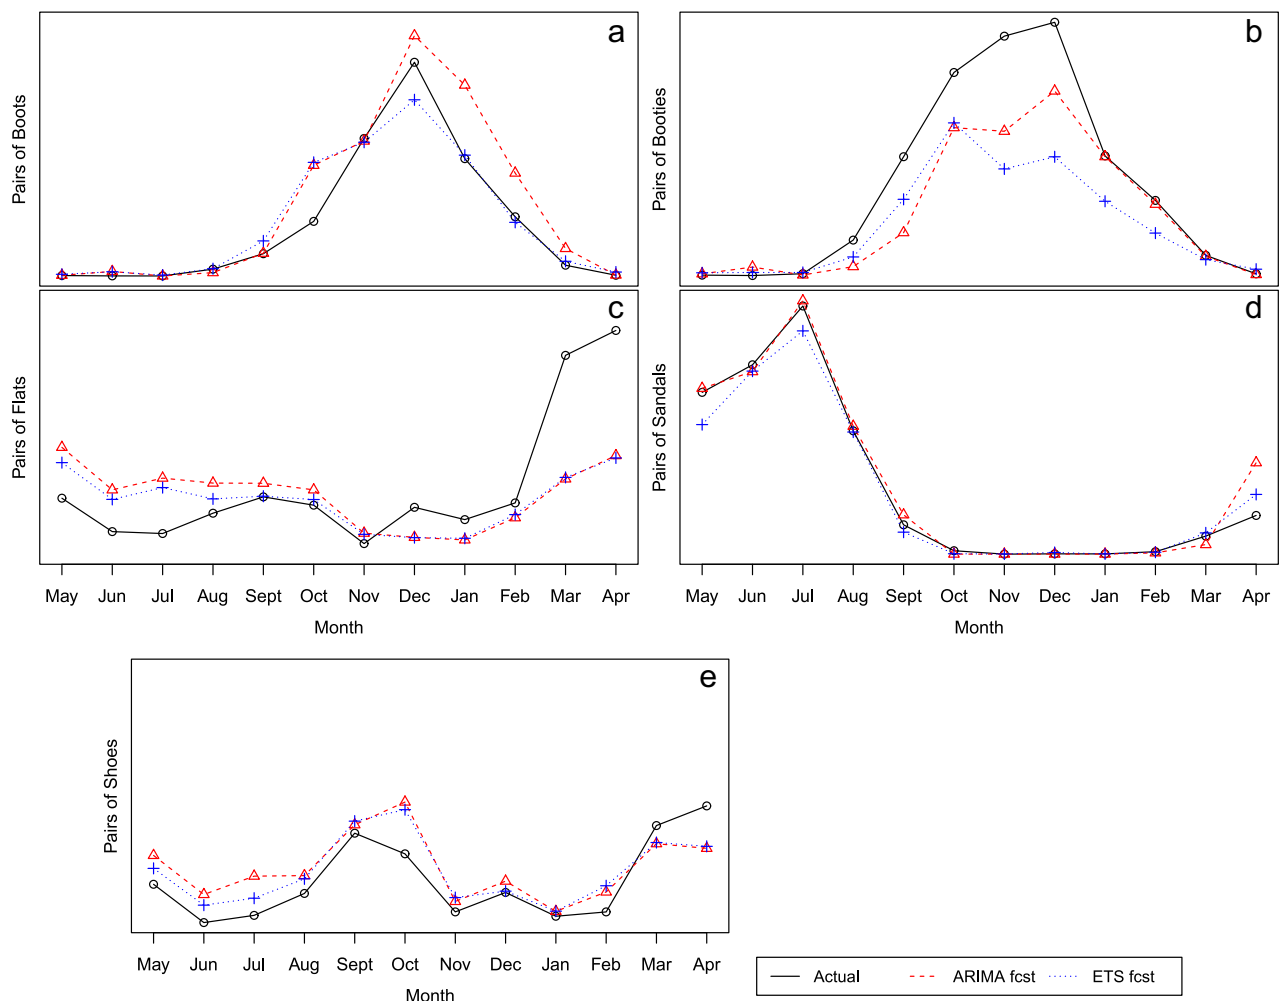 a
Pairs of Boots
b
Pairs of Booties
c
Pairs of Flats
May Jun Jul Aug Sept Oct Nov Dec Jan Feb Mar Apr
Month
d
Pairs of Sandals
May Jun Jul Aug Sept Oct Nov Dec Jan Feb Mar Apr
Month
e
Pairs of Shoes
May Jun Jul Aug Sept Oct Nov Dec Jan Feb Mar Apr
Month
Actual ARIMA fcst ETS fcst